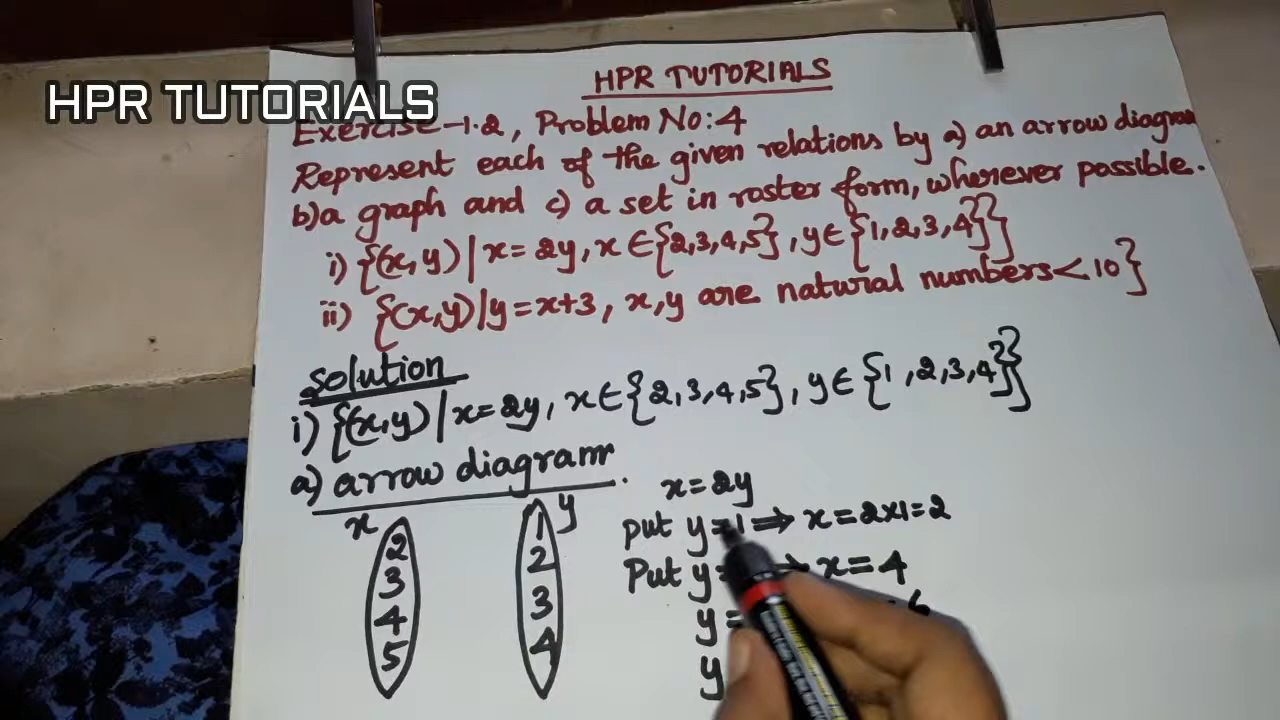 HPR TUTORIALS
HPR TUTORIALS
Exercise-1.2, Problem No:4
Represent each of the given relations by a) an arrow diagram
b) a graph and c) a set in roster form, wherever possible.
i) {(x,y) | x = 2y, x ∈ {2,3,4,5}, y ∈ {1,2,3,4}}
ii) {(x,y) | y = x+3, x,y are natural numbers < 10}
Solution
i) {(x,y) | x = 2y, x ∈ {2,3,4,5}, y ∈ {1,2,3,4}}
a) arrow diagram.
x
2
3
4
5
y
1
2
3
4
x = 2y
put y = 1 ⇒ x = 2x1 = 2
Put y = ⇒ x = 4
y = 6
y